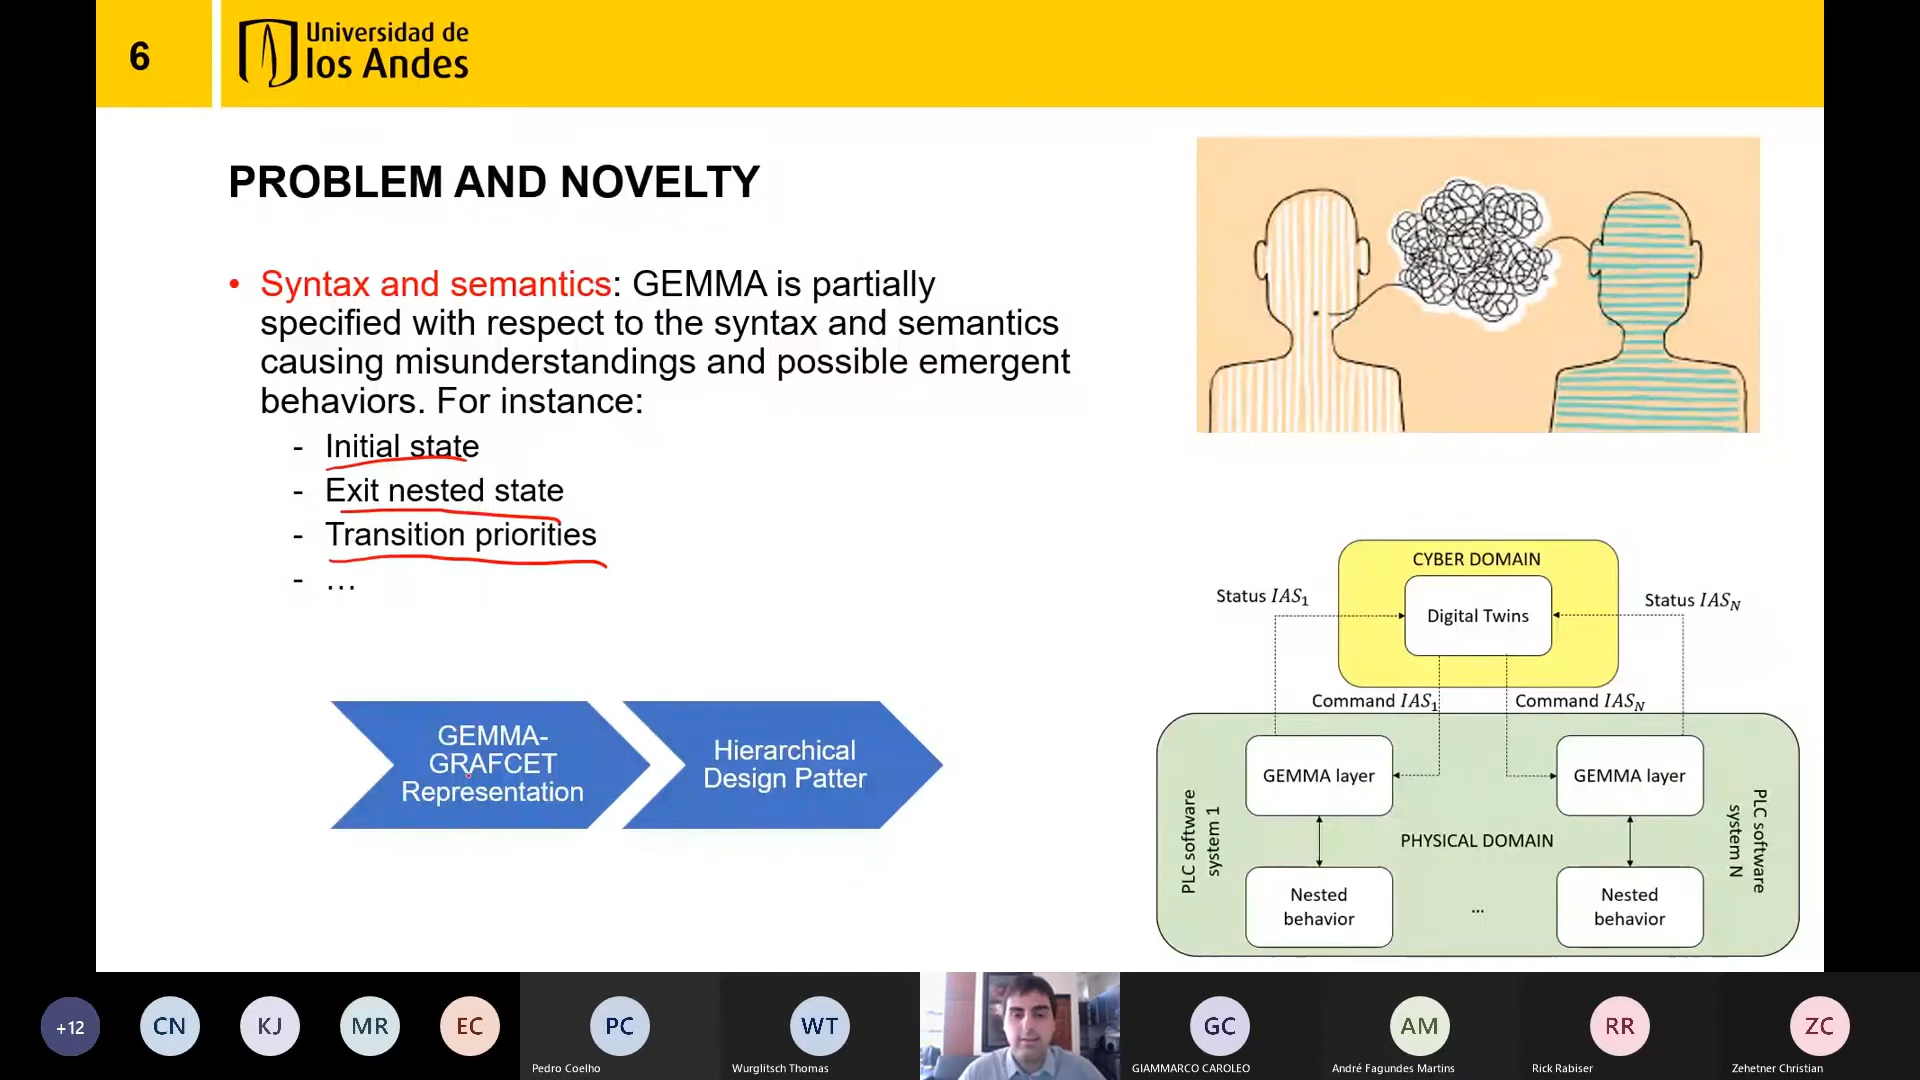 6
Universidad de
los Andes
PROBLEM AND NOVELTY
• Syntax and semantics: GEMMA is partially
specified with respect to the syntax and semantics
causing misunderstandings and possible emergent
behaviors. For instance:
- Initial state
- Exit nested state
- Transition priorities
- …
GEMMA-
GRAFCET
Representation
Hierarchical
Design Patter
CYBER DOMAIN
Digital Twins
Status IAS₁
Status IAS_N
Command IAS₁
Command IAS_N
GEMMA layer
GEMMA layer
PLC software
system 1
PHYSICAL DOMAIN
PLC software
system N
Nested
behavior
...
Nested
behavior
+12
CN
KJ
MR
EC
PC
Pedro Coelho
WT
Wurglitsch Thomas
GC
GIAMMARCO CAROLEO
AM
André Fagundes Martins
RR
Rick Rabiser
ZC
Zehetner Christian